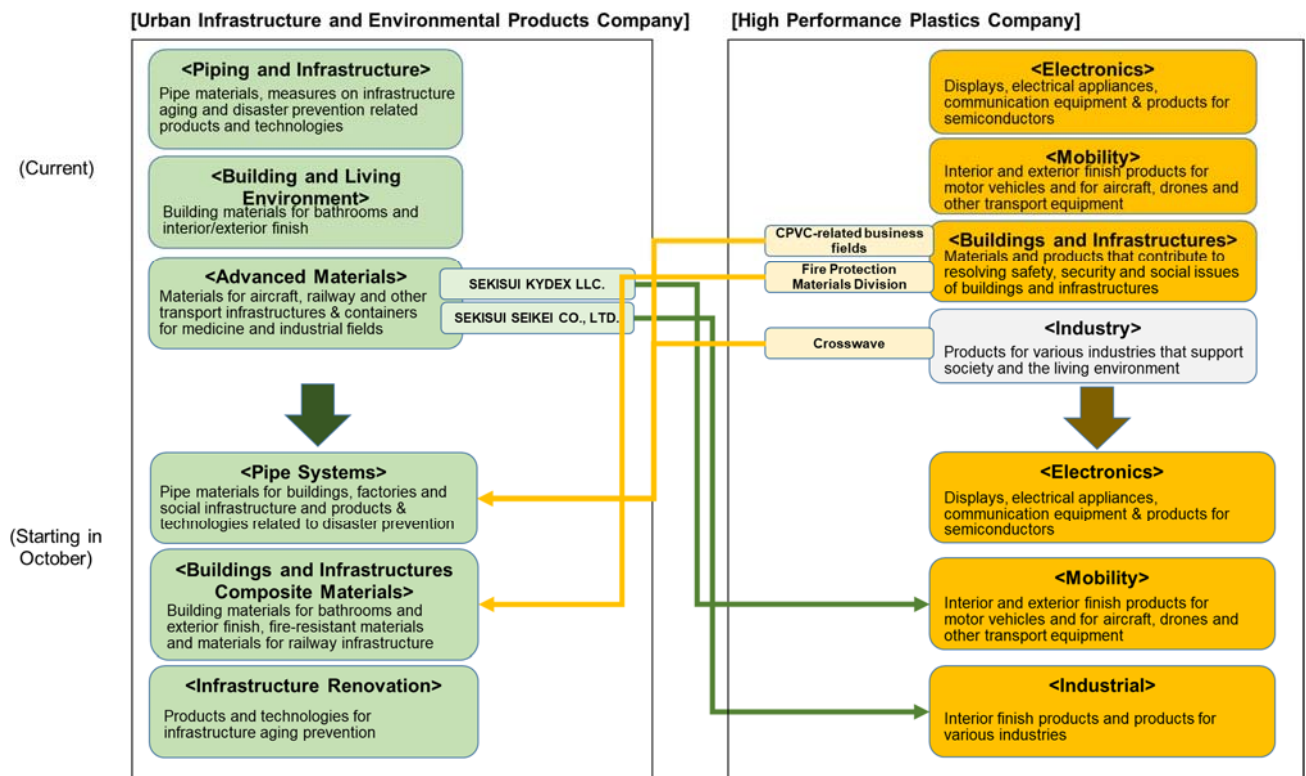 [Urban Infrastructure and Environmental Products Company]
[High Performance Plastics Company]
(Current)
<Piping and Infrastructure>
Pipe materials, measures on infrastructure
aging and disaster prevention related
products and technologies
<Building and Living
Environment>
Building materials for bathrooms and
interior/exterior finish
<Advanced Materials>
Materials for aircraft, railway and other
transport infrastructures & containers
for medicine and industrial fields
SEKISUI KYDEX LLC.
SEKISUI SEIKEI CO., LTD.
<Electronics>
Displays, electrical appliances,
communication equipment & products for
semiconductors
<Mobility>
Interior and exterior finish products for
motor vehicles and for aircraft, drones and
other transport equipment
CPVC-related business
fields
Fire Protection
Materials Division
<Buildings and Infrastructures>
Materials and products that contribute to
resolving safety, security and social issues
of buildings and infrastructures
Crosswave
<Industry>
Products for various industries that support
society and the living environment
(Starting in
October)
<Pipe Systems>
Pipe materials for buildings, factories and
social infrastructure and products &
technologies related to disaster prevention
<Buildings and Infrastructures
Composite Materials>
Building materials for bathrooms and
exterior finish, fire-resistant materials
and materials for railway infrastructure
<Infrastructure Renovation>
Products and technologies for
infrastructure aging prevention
<Electronics>
Displays, electrical appliances,
communication equipment & products for
semiconductors
<Mobility>
Interior and exterior finish products for
motor vehicles and for aircraft, drones and
other transport equipment
<Industrial>
Interior finish products and products for
various industries